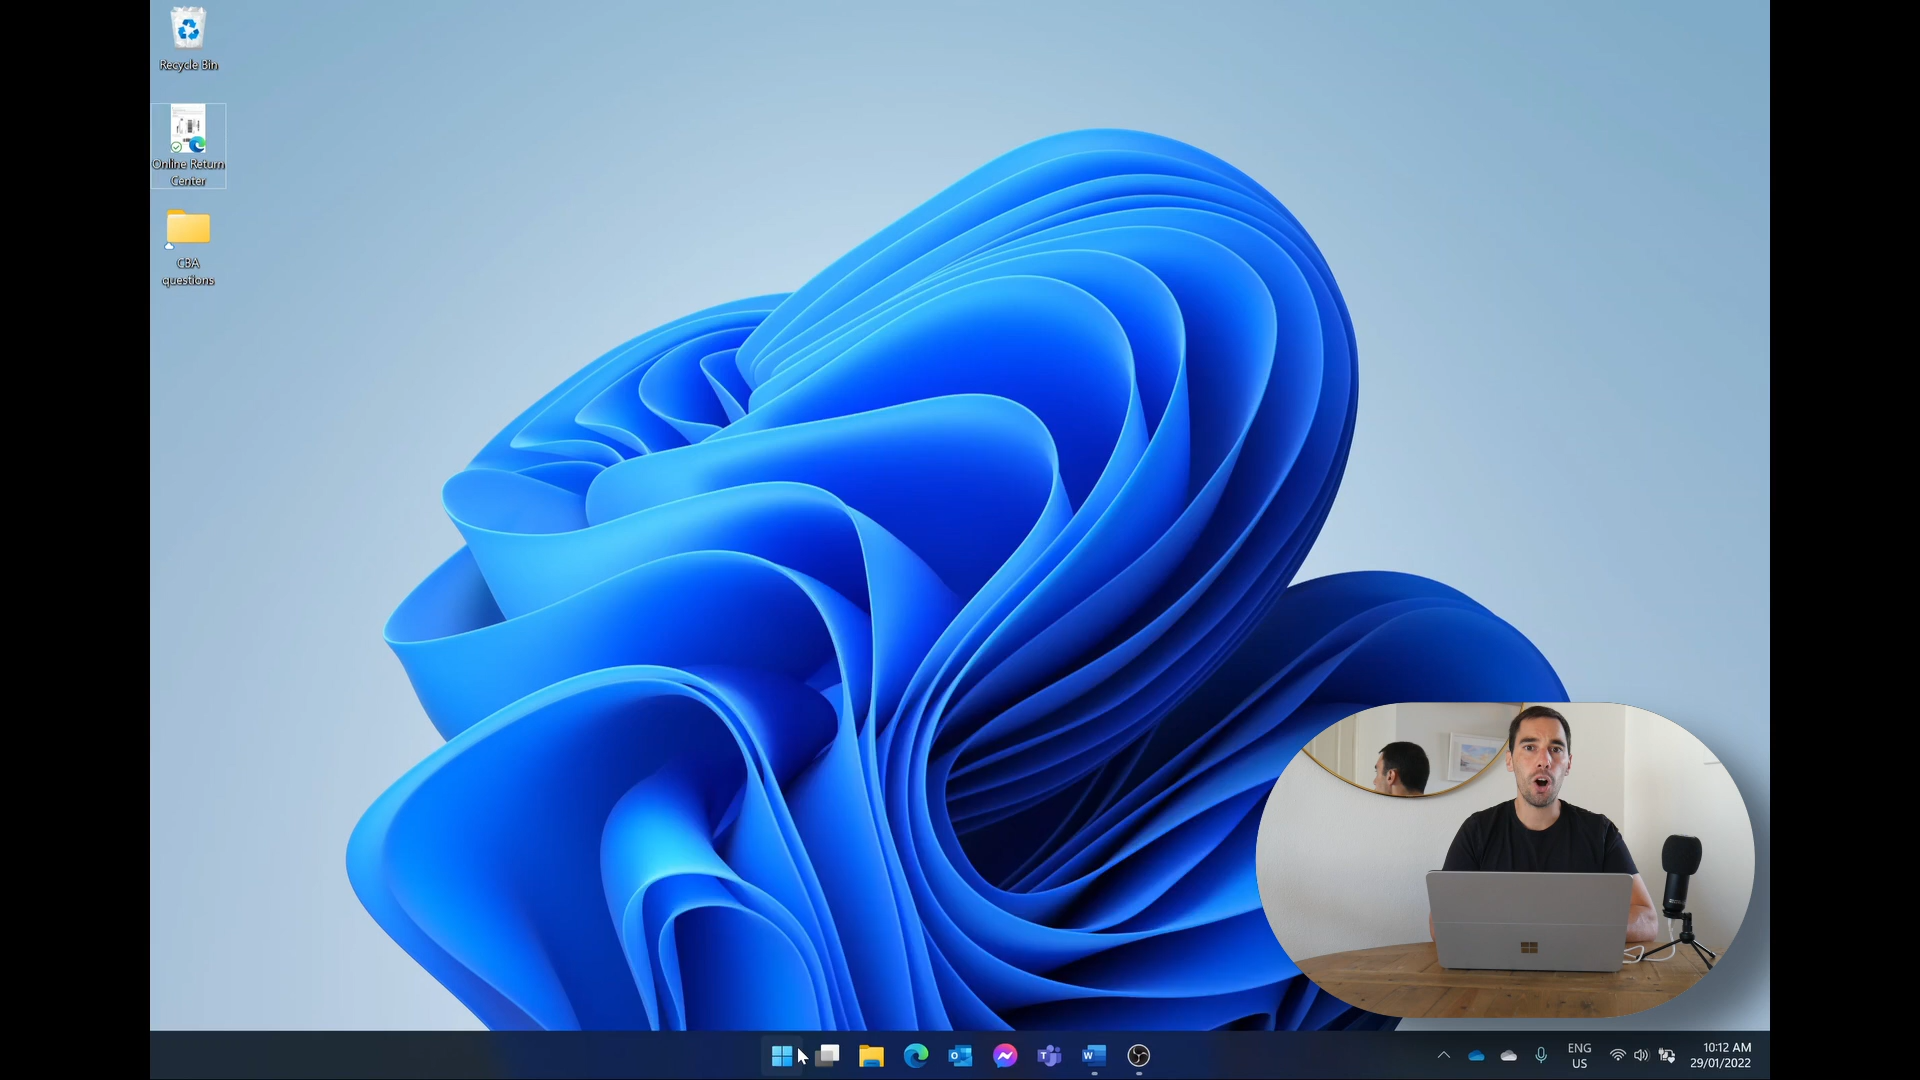 Recycle Bin
Online Return
Center
CBA
questions
ENG
US
10:12 AM
29/01/2022